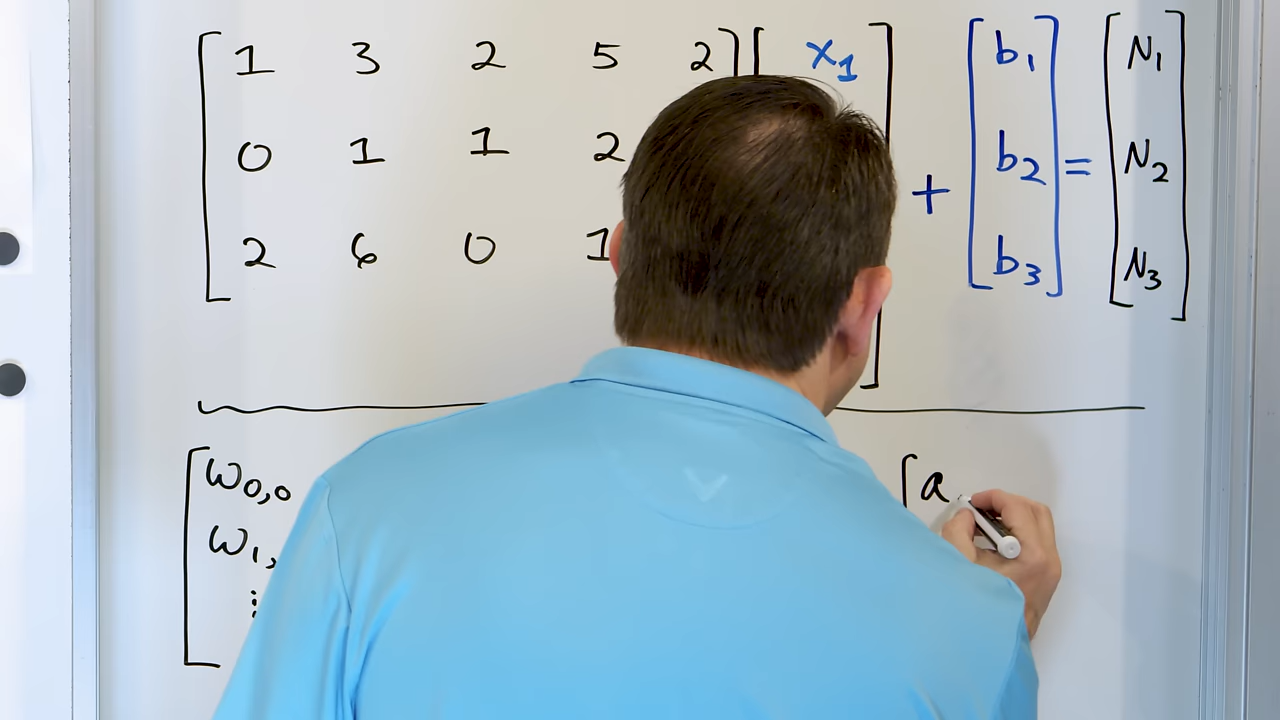 1 3 2 5 2 x₁ b₁ N₁
0 1 1 2 + b₂ = N₂
2 6 0 1 b₃ N₃
w₀,₀ a
w₁,
⋮